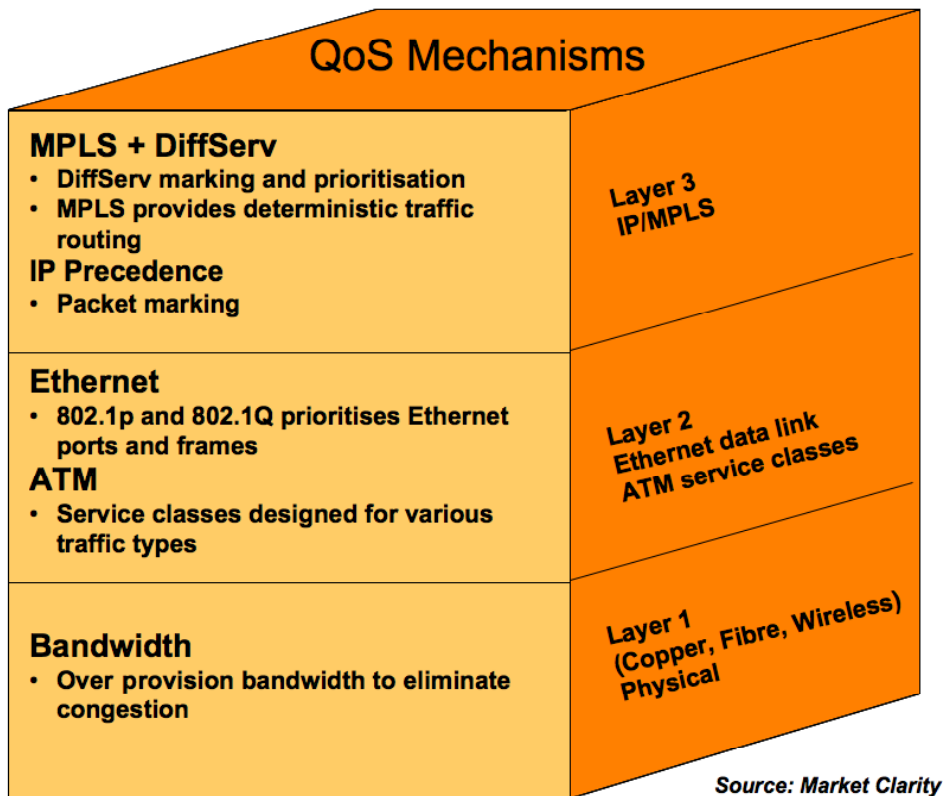 QoS Mechanisms
MPLS + DiffServ
• DiffServ marking and prioritisation
• MPLS provides deterministic traffic
routing
IP Precedence
• Packet marking
Layer 3
IP/MPLS
Ethernet
• 802.1p and 802.1Q prioritises Ethernet
ports and frames
ATM
• Service classes designed for various
traffic types
Layer 2
Ethernet data link
ATM service classes
Bandwidth
• Over provision bandwidth to eliminate
congestion
Layer 1
(Copper, Fibre, Wireless)
Physical
Source: Market Clarity